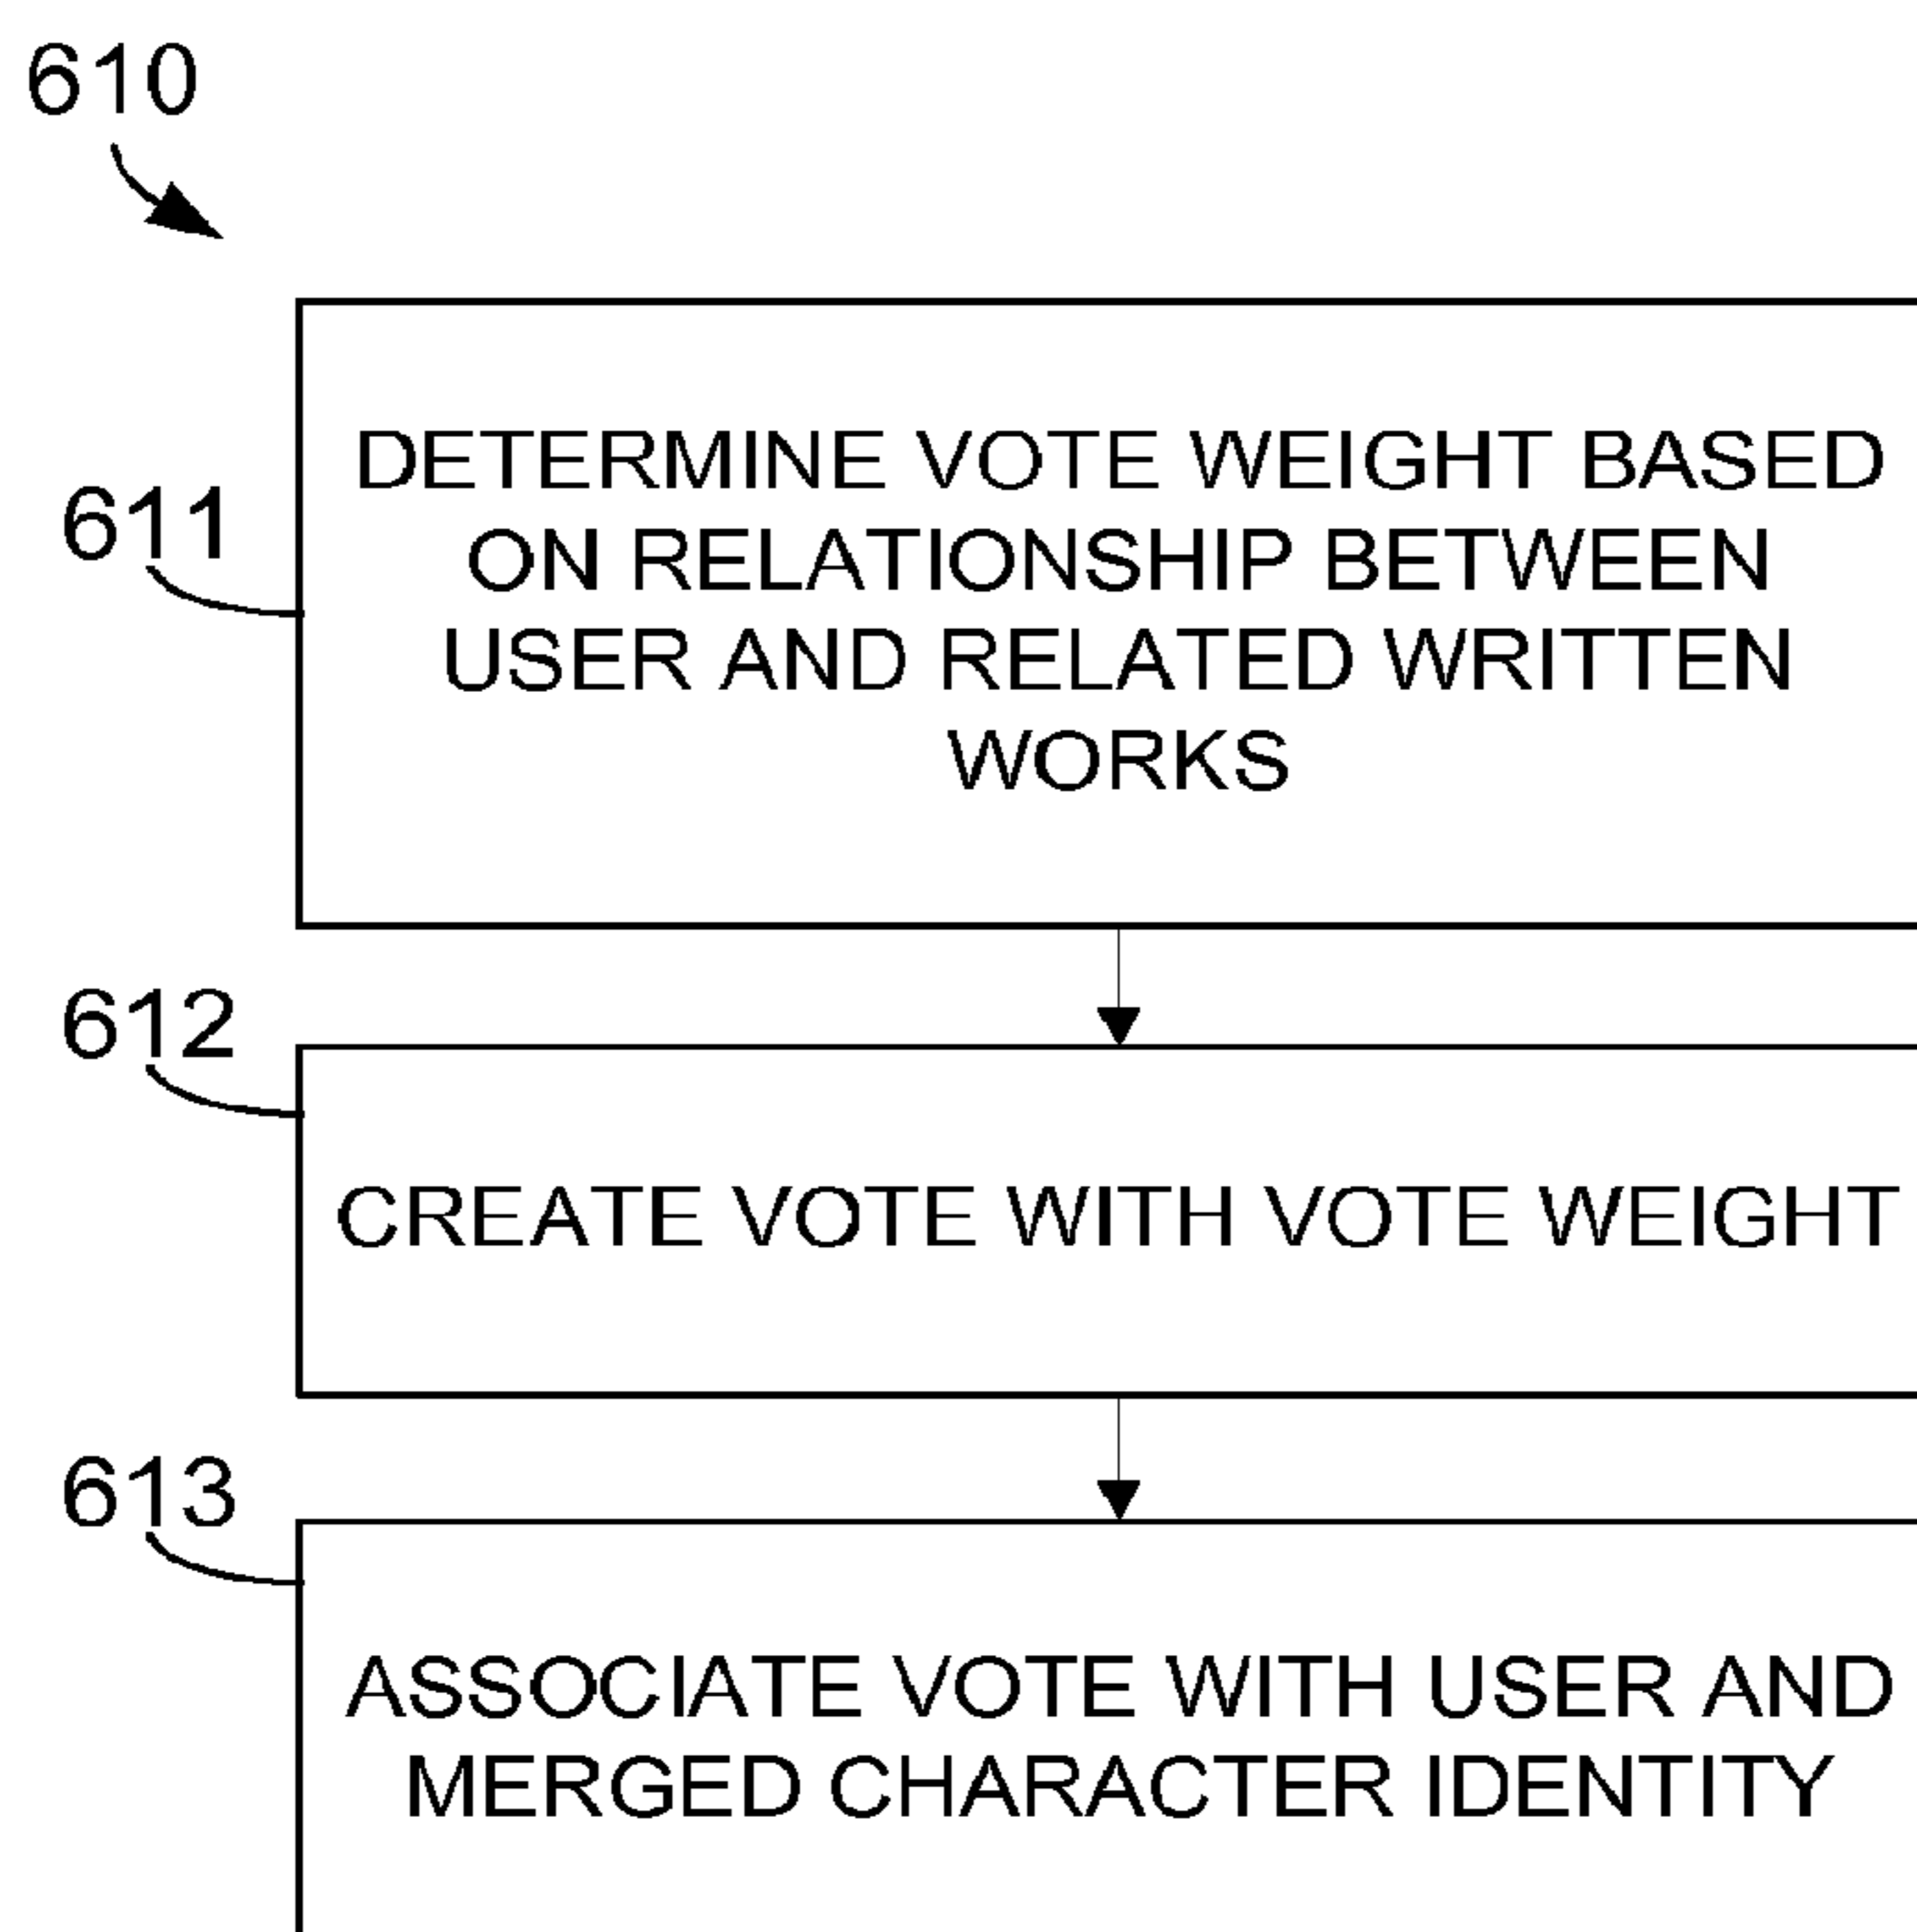 610
611
DETERMINE VOTE WEIGHT BASED
ON RELATIONSHIP BETWEEN
USER AND RELATED WRITTEN
WORKS
612
CREATE VOTE WITH VOTE WEIGHT
613
ASSOCIATE VOTE WITH USER AND
MERGED CHARACTER IDENTITY